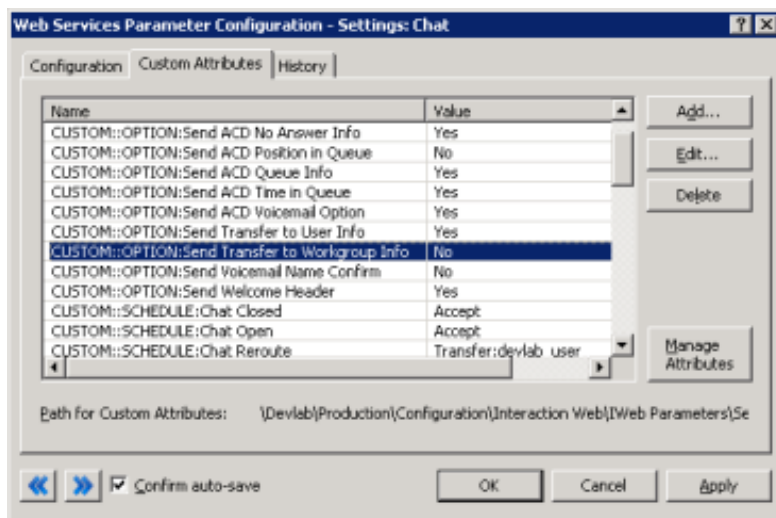 Web Services Parameter Configuration - Settings: Chat
Configuration Custom Attributes History
Name Value
CUSTOM::OPTION:Send ACD No Answer Info Yes
CUSTOM::OPTION:Send ACD Position in Queue No
CUSTOM::OPTION:Send ACD Queue Info Yes
CUSTOM::OPTION:Send ACD Time in Queue Yes
CUSTOM::OPTION:Send ACD Voicemail Option Yes
CUSTOM::OPTION:Send Transfer to User Info Yes
CUSTOM::OPTION:Send Transfer to Workgroup Info No
CUSTOM::OPTION:Send Voicemail Name Confirm No
CUSTOM::OPTION:Send Welcome Header Yes
CUSTOM::SCHEDULE:Chat Closed Accept
CUSTOM::SCHEDULE:Chat Open Accept
CUSTOM::SCHEDULE:Chat Reroute Transfer:devlab_user
Add...
Edit...
Delete
Manage
Attributes
Path for Custom Attributes: \Devlab\Production\Configuration\Interaction Web\IWeb Parameters\Se
Confirm auto-save OK Cancel Apply